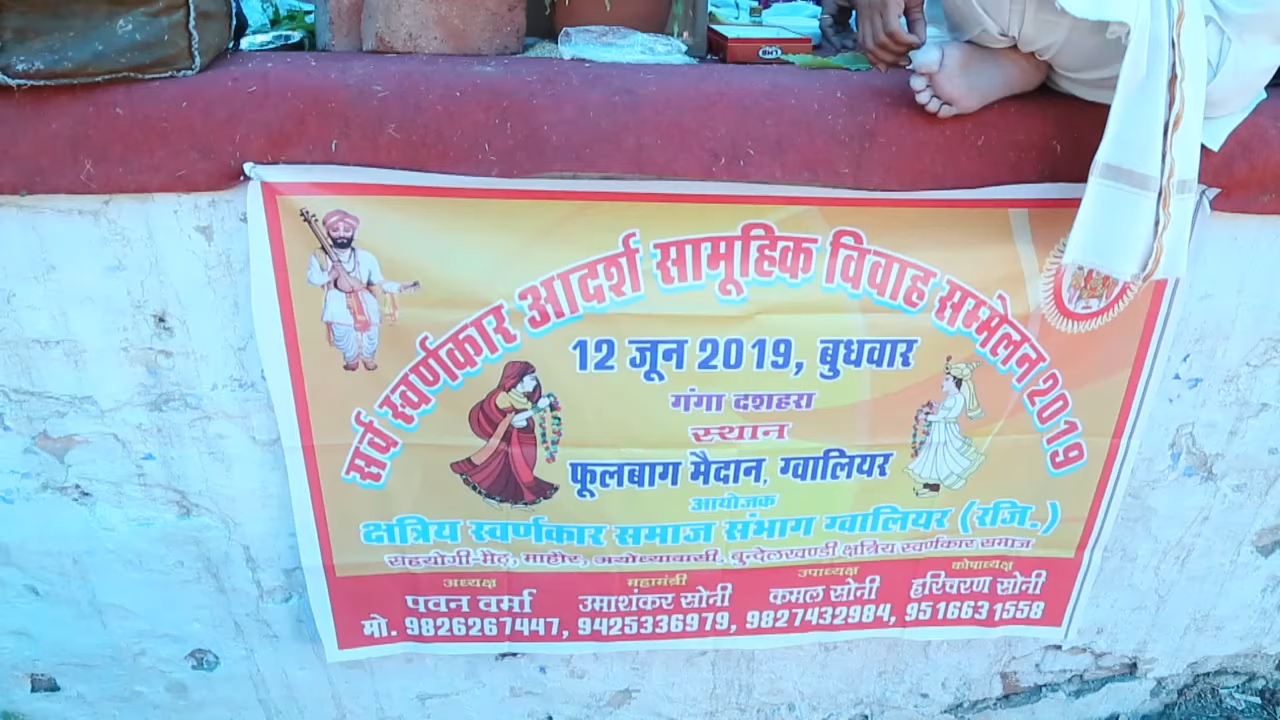 LMB
सर्व स्वर्णकार आदर्श सामूहिक विवाह सम्मेलन 2019
12 जून 2019, बुधवार
गंगा दशहरा
स्थान
फूलबाग मैदान, ग्वालियर
आयोजक
क्षत्रिय स्वर्णकार समाज संभाग ग्वालियर (रजि.)
सहयोगी-मैढ़, माहौर, अयोध्यावासी, बुन्देलखण्डी क्षत्रिय स्वर्णकार समाज
अध्यक्ष महामंत्री उपाध्यक्ष कोषाध्यक्ष
पवन वर्मा उमाशंकर सोनी कमल सोनी हरिचरण सोनी
मो. 9826267447, 9425336979, 9827432984, 9516631558